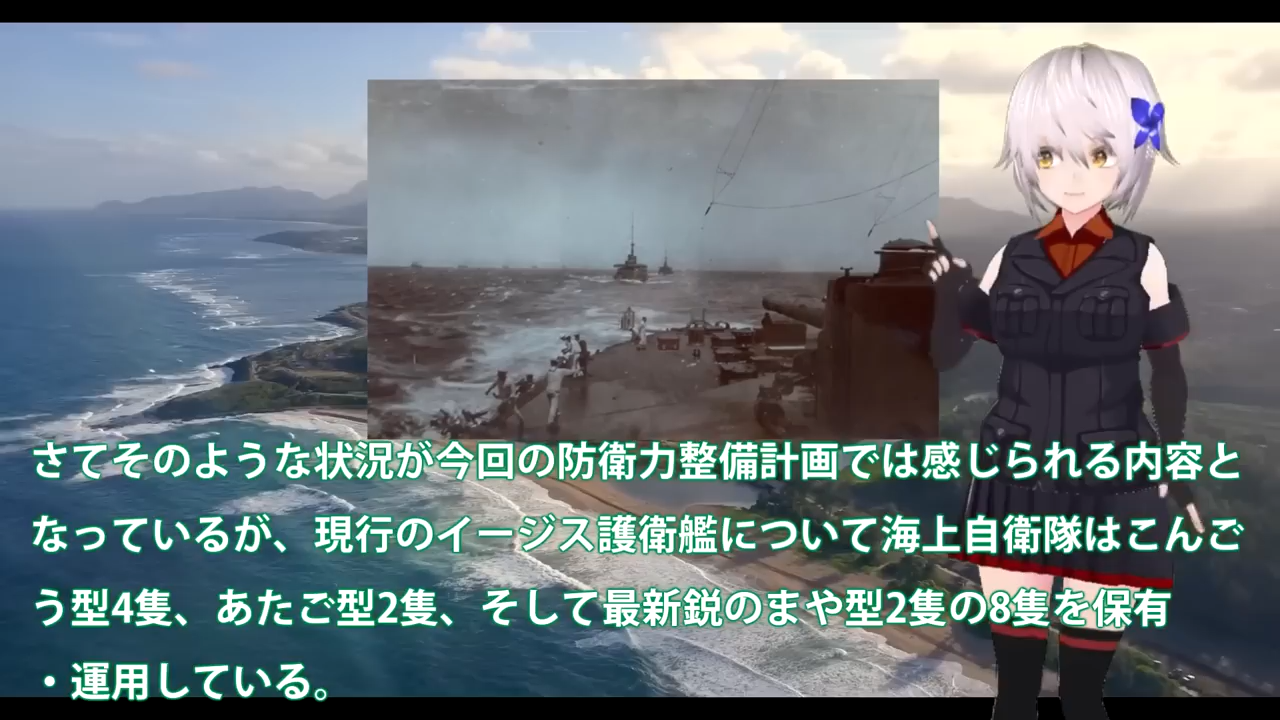 さてそのような状況が今回の防衛力整備計画では感じられる内容と
なっているが、現行のイージス護衛艦について海上自衛隊はこんご
う型4隻、あたご型2隻、そして最新鋭のまや型2隻の8隻を保有
・運用している。